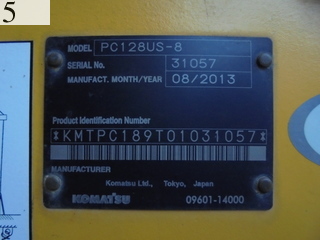 5
MODEL PC128US-8
SERIAL No. 31057
MANUFACT. MONTH/YEAR 08/2013
Product Identification Number
*KMTPC189T01031057*
MANUFACTURER
Komatsu Ltd., Tokyo, Japan
KOMATSU 09601-14000